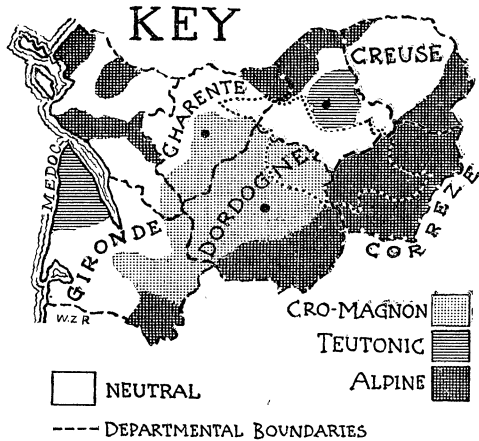 KEY
CREUSE
CHARENTE
MEDOC
DORDOGNE
CORREZE
GIRONDE
W.Z.R
CRO-MAGNON
TEUTONIC
ALPINE
NEUTRAL
DEPARTMENTAL BOUNDARIES